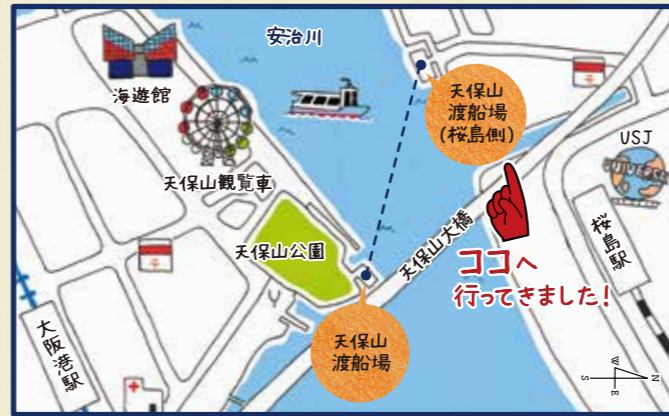 安治川
海遊館
天保山
渡船場
(桜島側)
USJ
天保山観覧車
天保山公園
天保山大橋
桜島駅
ココへ
行ってきました!
天保山
渡船場
大阪港駅
W
S
N
E